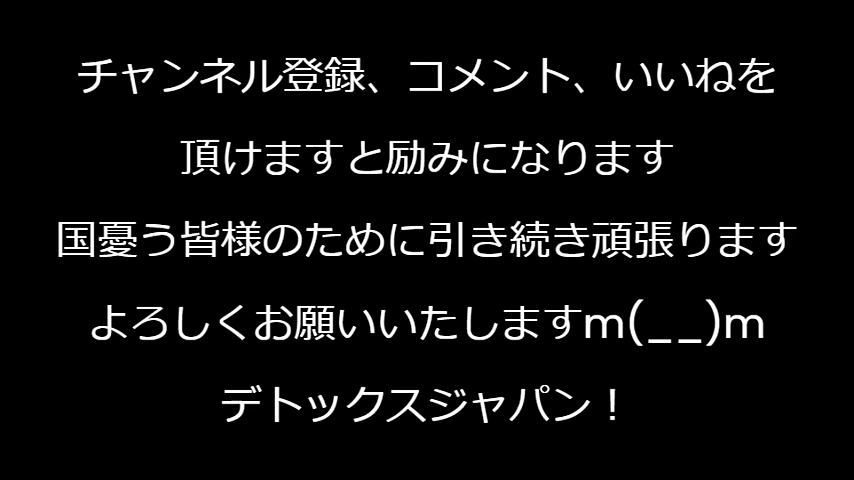 チャンネル登録、コメント、いいねを
頂けますと励みになります
国憂う皆様のために引き続き頑張ります
よろしくお願いいたしますm(__)m
デトックスジャパン！